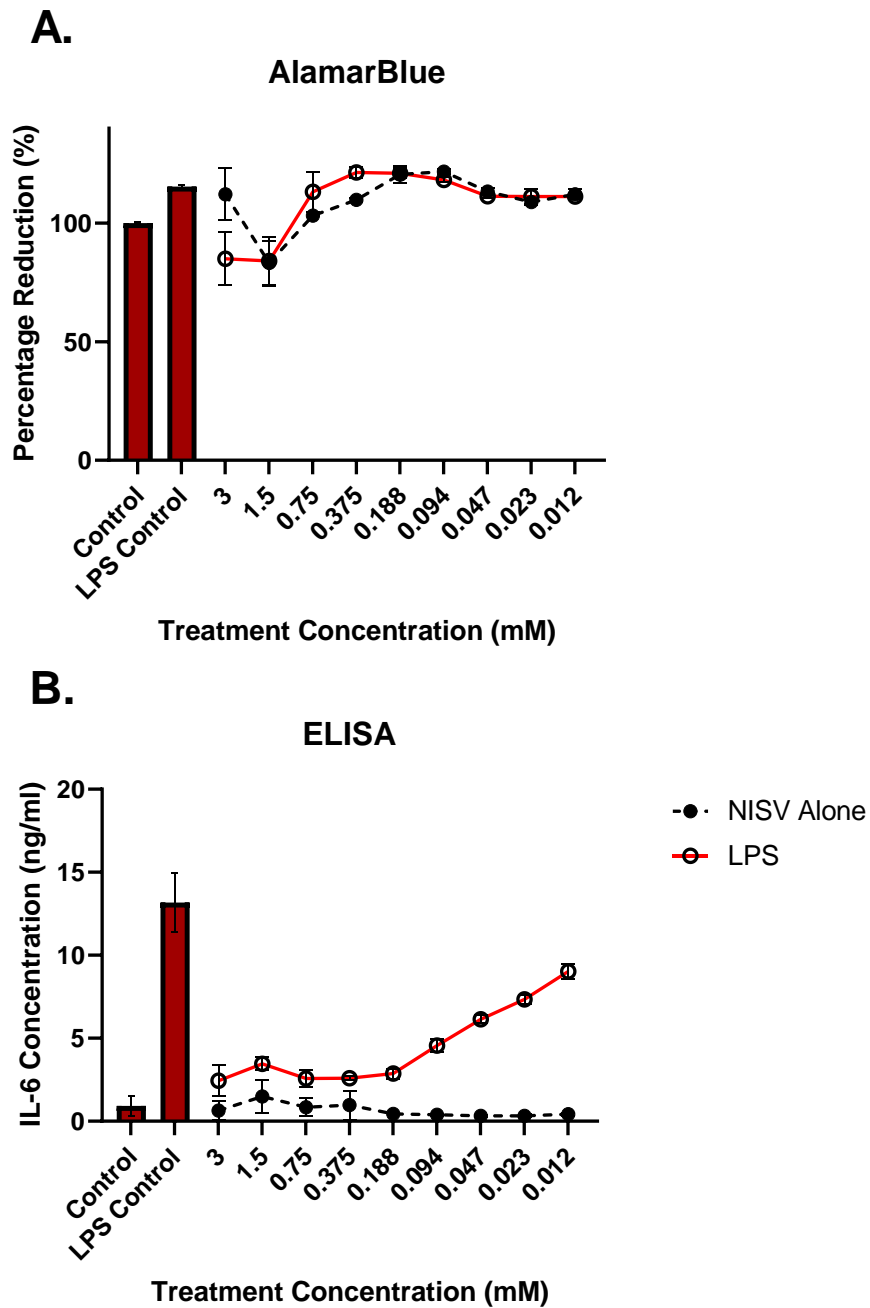 A.
AlamarBlue
Percentage Reduction (%)
100
50
0
Control
LPS Control
3
1.5
0.75
0.375
0.188
0.094
0.047
0.023
0.012
Treatment Concentration (mM)
B.
ELISA
IL-6 Concentration (ng/ml)
20
15
10
5
0
Control
LPS Control
3
1.5
0.75
0.375
0.188
0.094
0.047
0.023
0.012
Treatment Concentration (mM)
NISV Alone
LPS